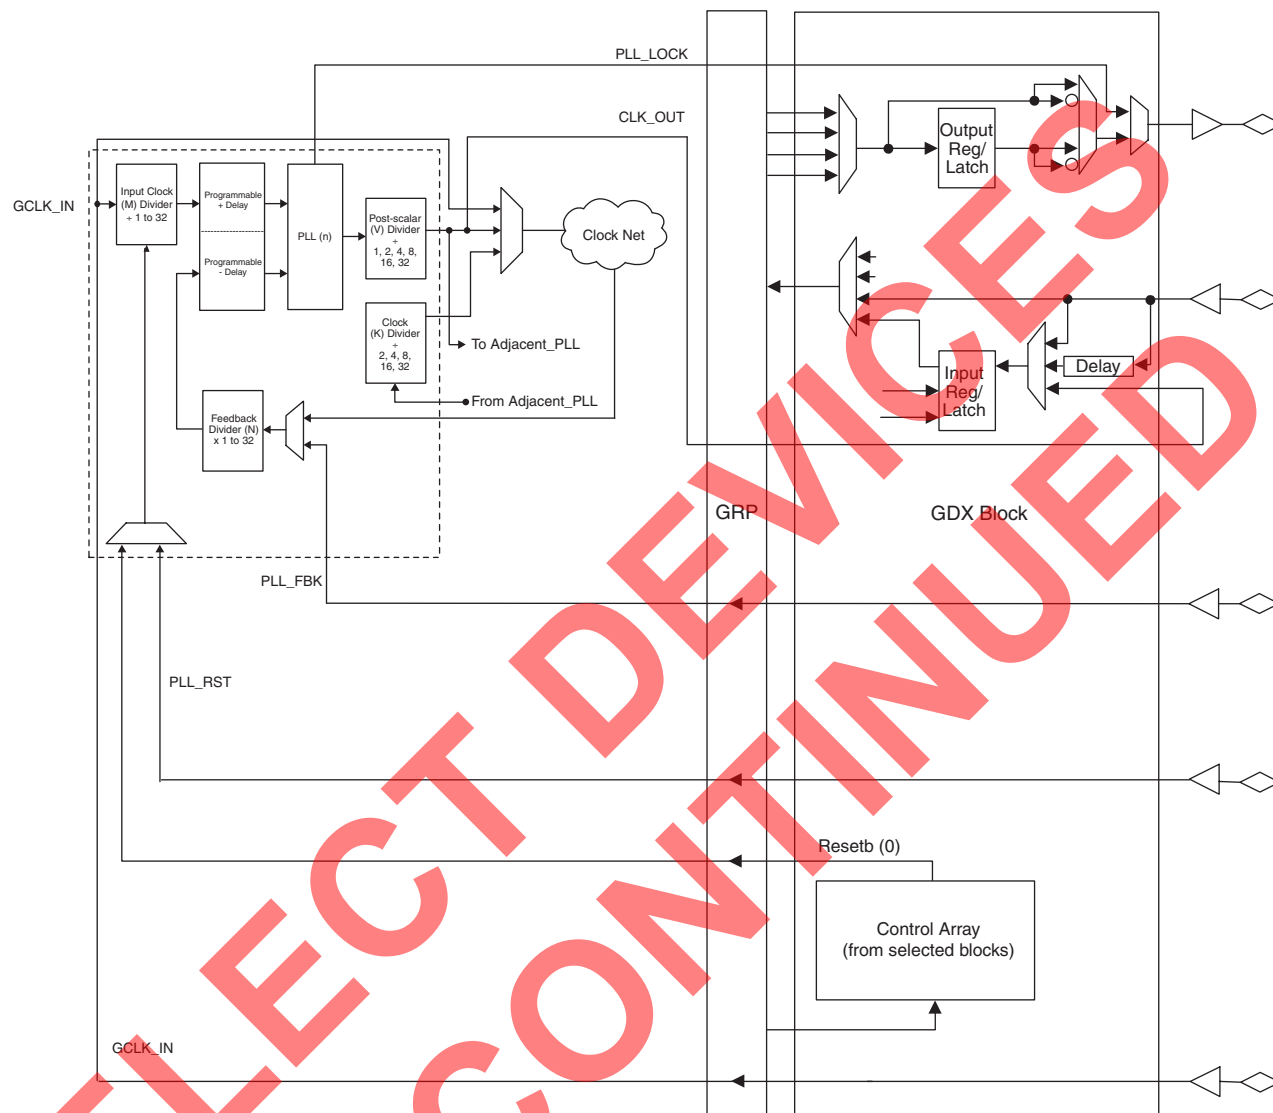 PLL_LOCK
CLK_OUT
GCLK_IN
Input Clock
(M) Divider
÷ 1 to 32
Programmable
+ Delay
Programmable
- Delay
PLL (n)
Post-scalar
(V) Divider
÷
1, 2, 4, 8,
16, 32
Clock Net
Clock
(K) Divider
÷
2, 4, 8,
16, 32
To Adjacent_PLL
From Adjacent_PLL
Feedback
Divider (N)
x 1 to 32
Output
Reg/
Latch
Input
Reg/
Latch
Delay
GRP
GDX Block
PLL_FBK
PLL_RST
Resetb (0)
Control Array
(from selected blocks)
GCLK_IN
DEVICES